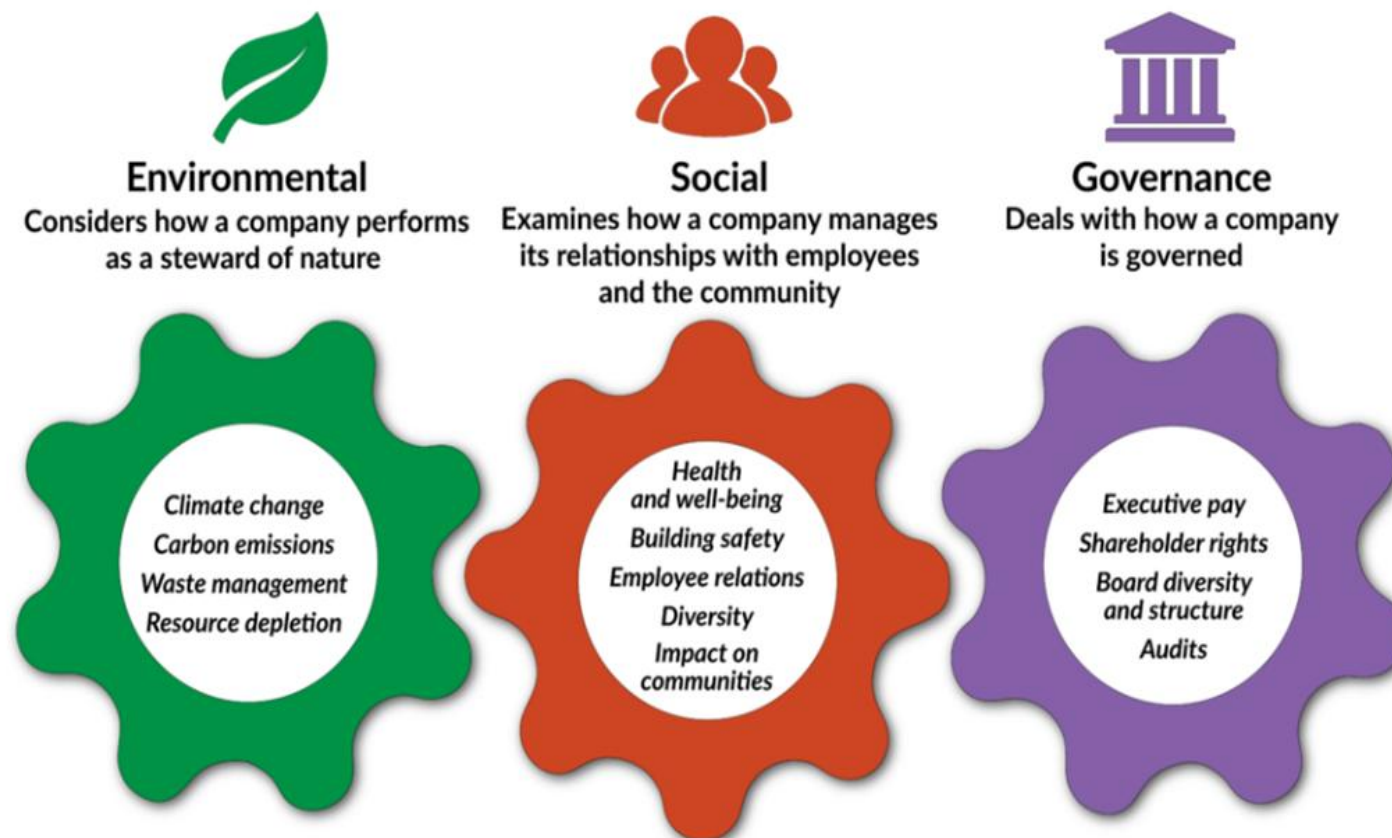 Environmental
Considers how a company performs
as a steward of nature
Climate change
Carbon emissions
Waste management
Resource depletion
Social
Examines how a company manages
its relationships with employees
and the community
Health
and well-being
Building safety
Employee relations
Diversity
Impact on
communities
Governance
Deals with how a company
is governed
Executive pay
Shareholder rights
Board diversity
and structure
Audits